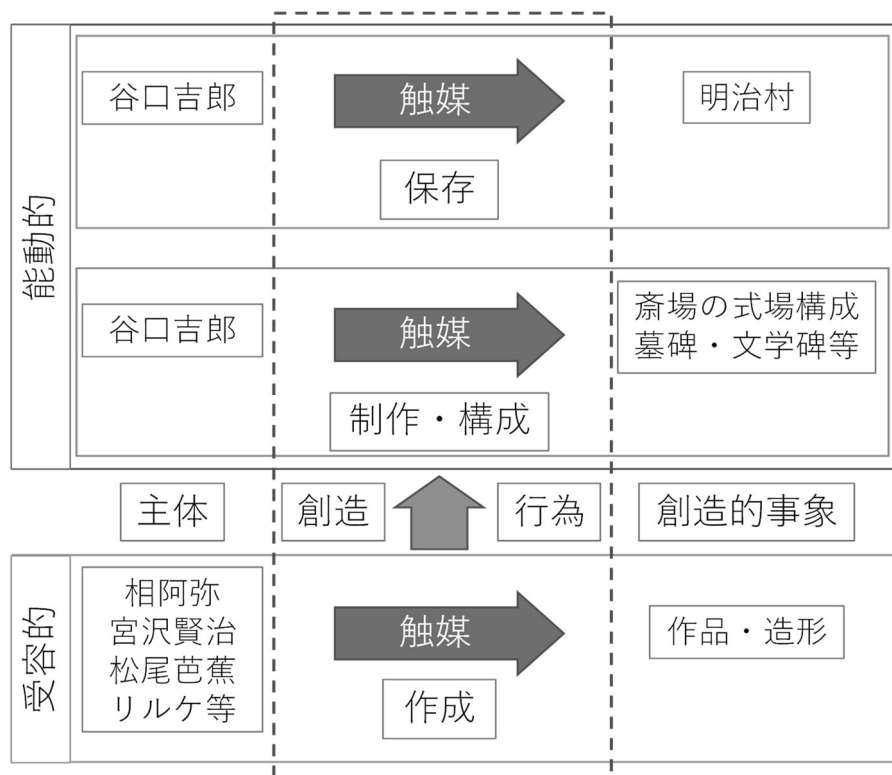 能動的
谷口吉郎
触媒
明治村
保存
谷口吉郎
触媒
斎場の式場構成
墓碑・文学碑等
制作・構成
主体
創造
行為
創造的事象
受容的
相阿弥
宮沢賢治
松尾芭蕉
リルケ等
触媒
作品・造形
作成